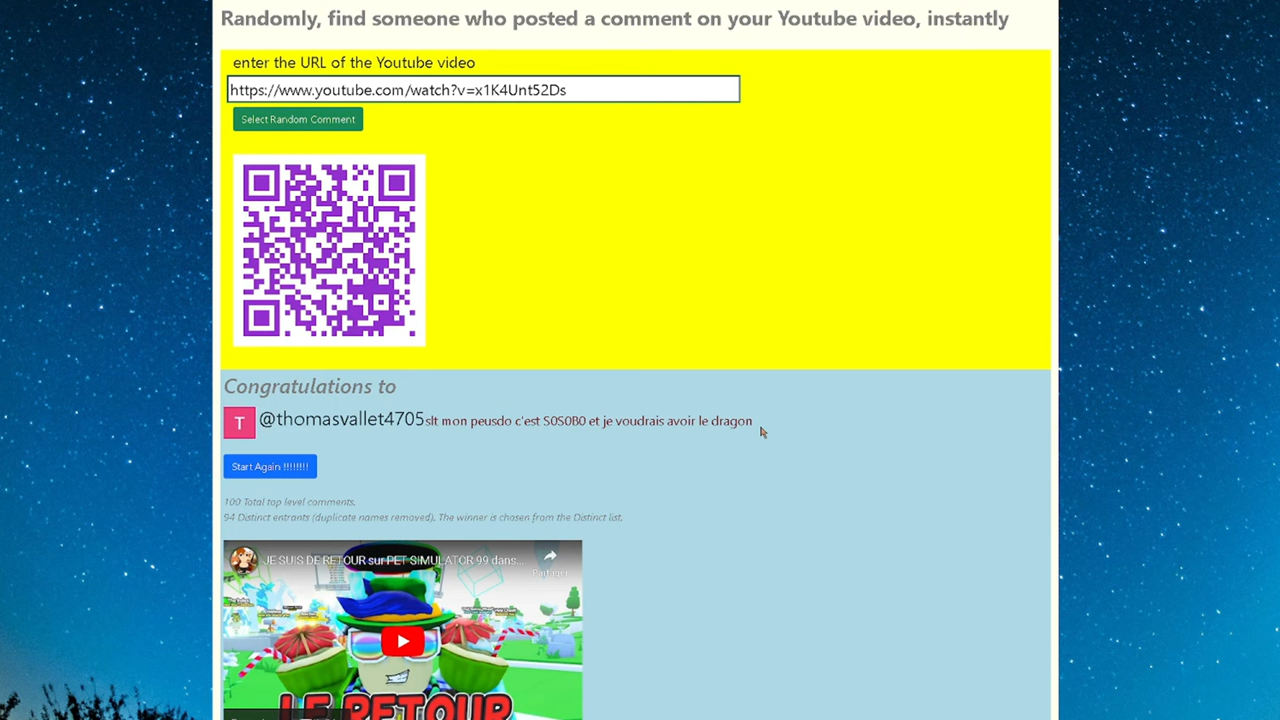 Randomly, find someone who posted a comment on your Youtube video, instantly
enter the URL of the Youtube video
https://www.youtube.com/watch?v=x1K4Unt52Ds
Select Random Comment
Congratulations to
T @thomasvallet4705 slt mon peusdo c'est S0S0B0 et je voudrais avoir le dragon
Start Again !!!!!!!!
100 Total top level comments.
94 Distinct entrants (duplicate names removed). The winner is chosen from the Distinct list.
JE SUIS DE RETOUR sur PET SIMULATOR 99 dans...
Partager
LE RETOUR